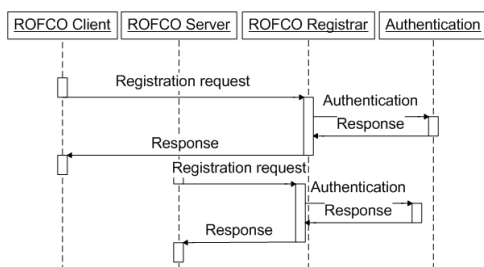 ROFCO Client ROFCO Server ROFCO Registrar Authentication
Registration request
Authentication
Response
Response
Registration request
Authentication
Response
Response